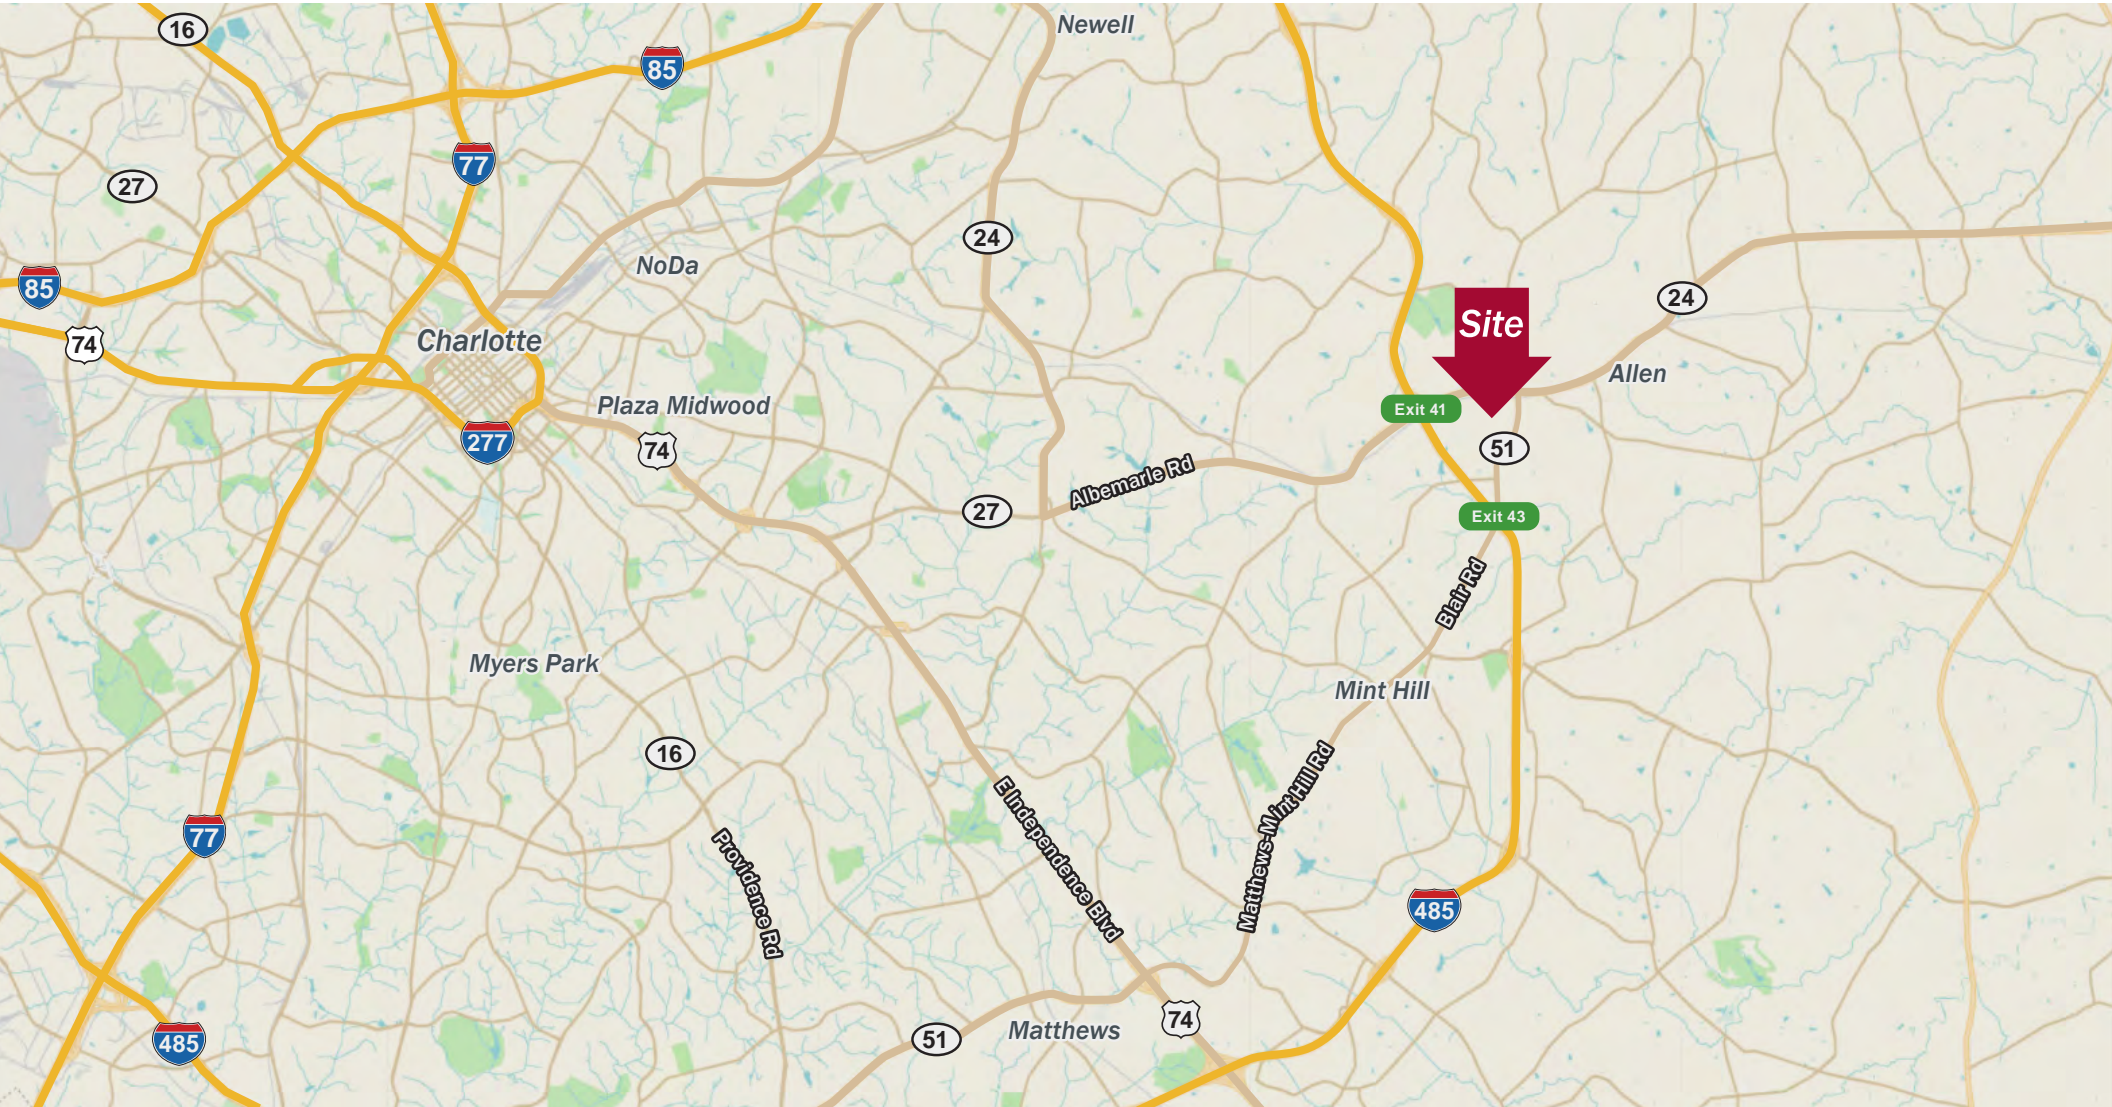 16
Newell
85
77
27
24
NoDa
85
24
Site
Charlotte
74
Allen
Plaza Midwood
Exit 41
277
74
51
Albemarle Rd
27
Exit 43
Blair Rd
Myers Park
Mint Hill
16
Matthews-Mint Hill Rd
E Independence Blvd
77
Providence Rd
485
74
Matthews
51
485